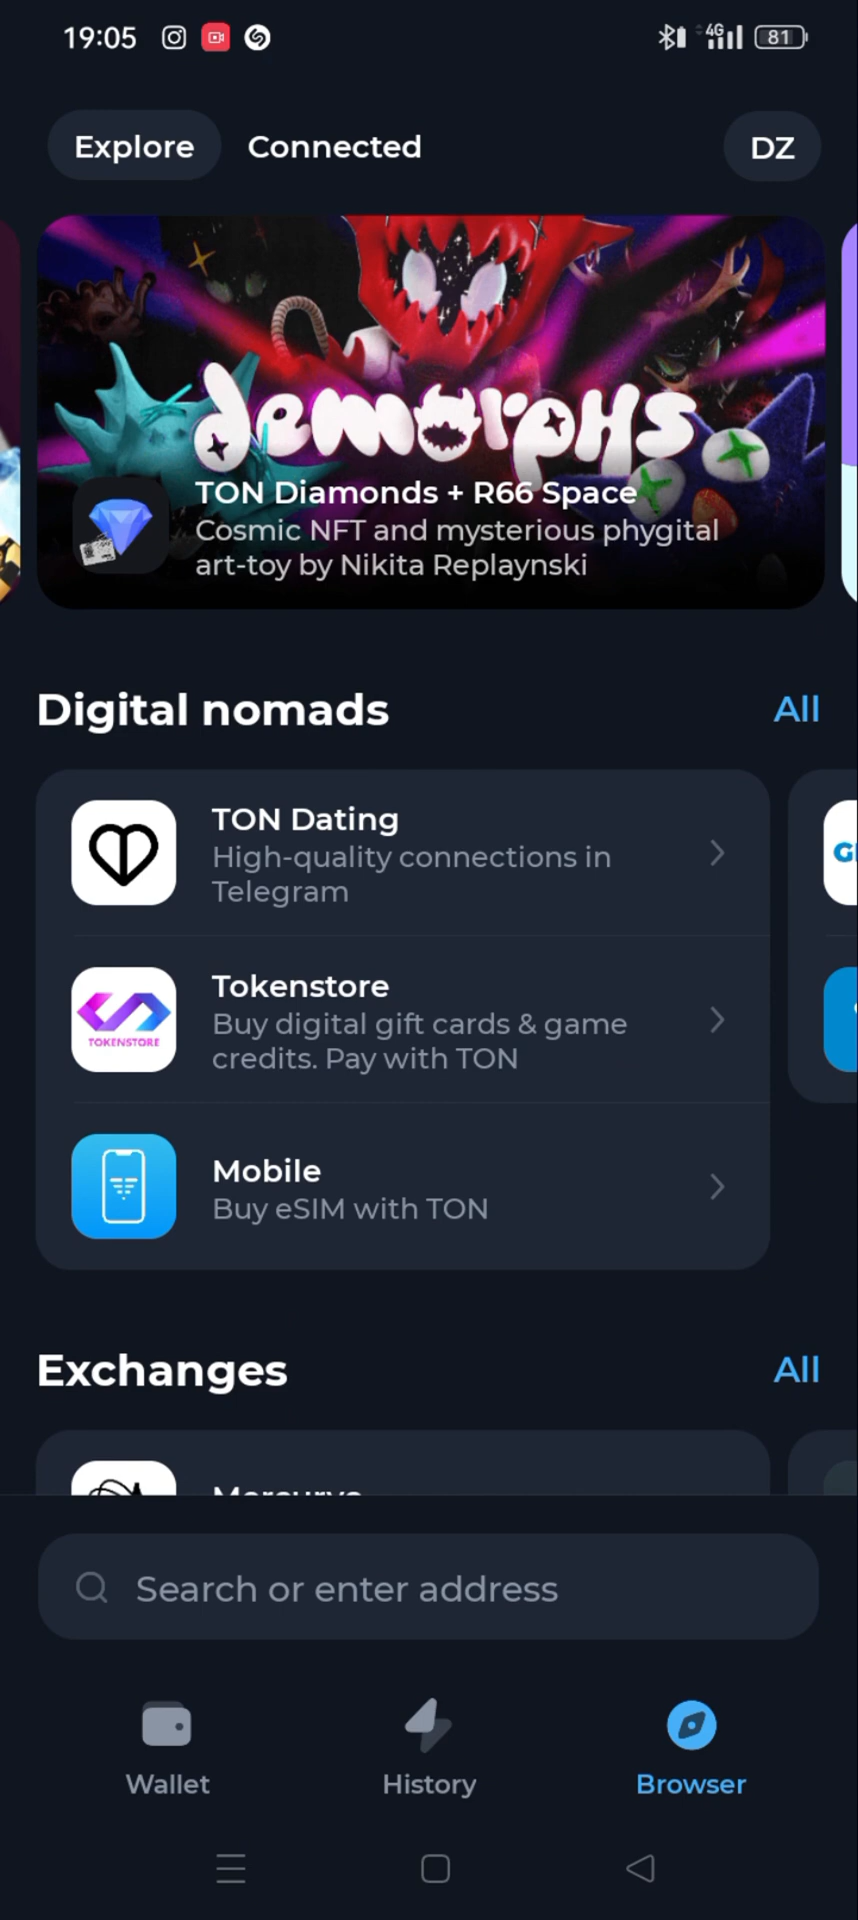 19:05
4G
81
Explore
Connected
DZ
demorphs
TON Diamonds + R66 Space
Cosmic NFT and mysterious phygital
art-toy by Nikita Replaynski
Digital nomads
All
TON Dating
High-quality connections in
Telegram
Tokenstore
Buy digital gift cards & game
credits. Pay with TON
TOKENSTORE
Mobile
Buy eSIM with TON
Exchanges
All
Mercuryo
Search or enter address
Wallet
History
Browser